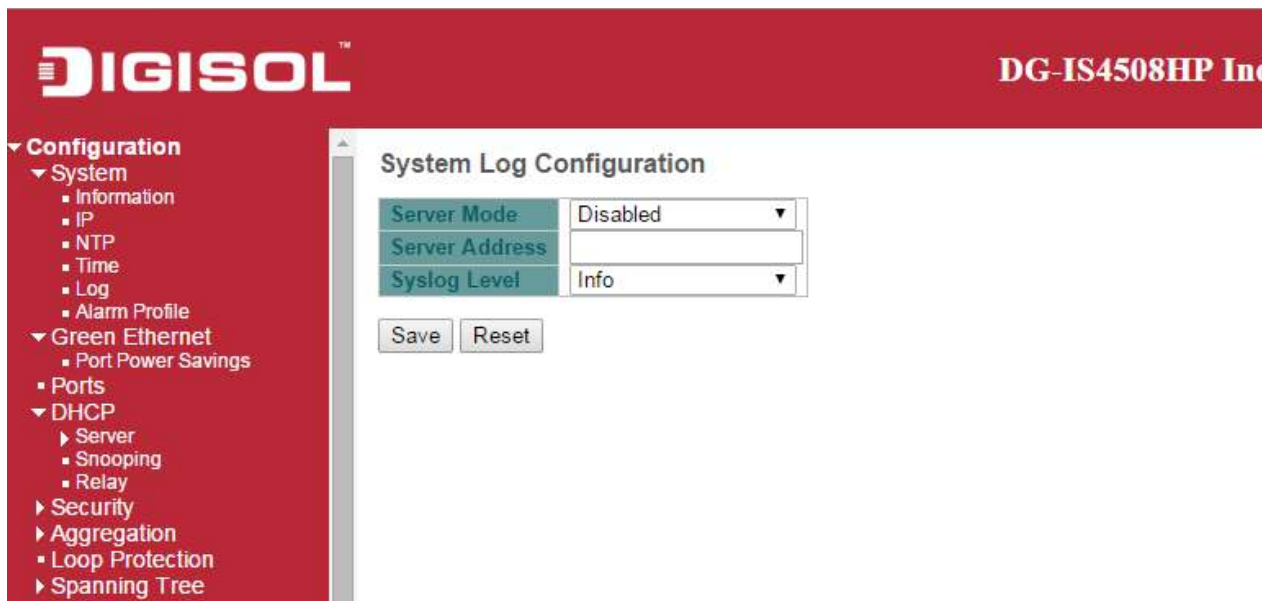 DIGISOL™
DG-IS4508HP
Configuration
System
Information
IP
NTP
Time
Log
Alarm Profile
Green Ethernet
Port Power Savings
Ports
DHCP
Server
Snooping
Relay
Security
Aggregation
Loop Protection
Spanning Tree
System Log Configuration
Server Mode Disabled
Server Address
Syslog Level Info
Save Reset